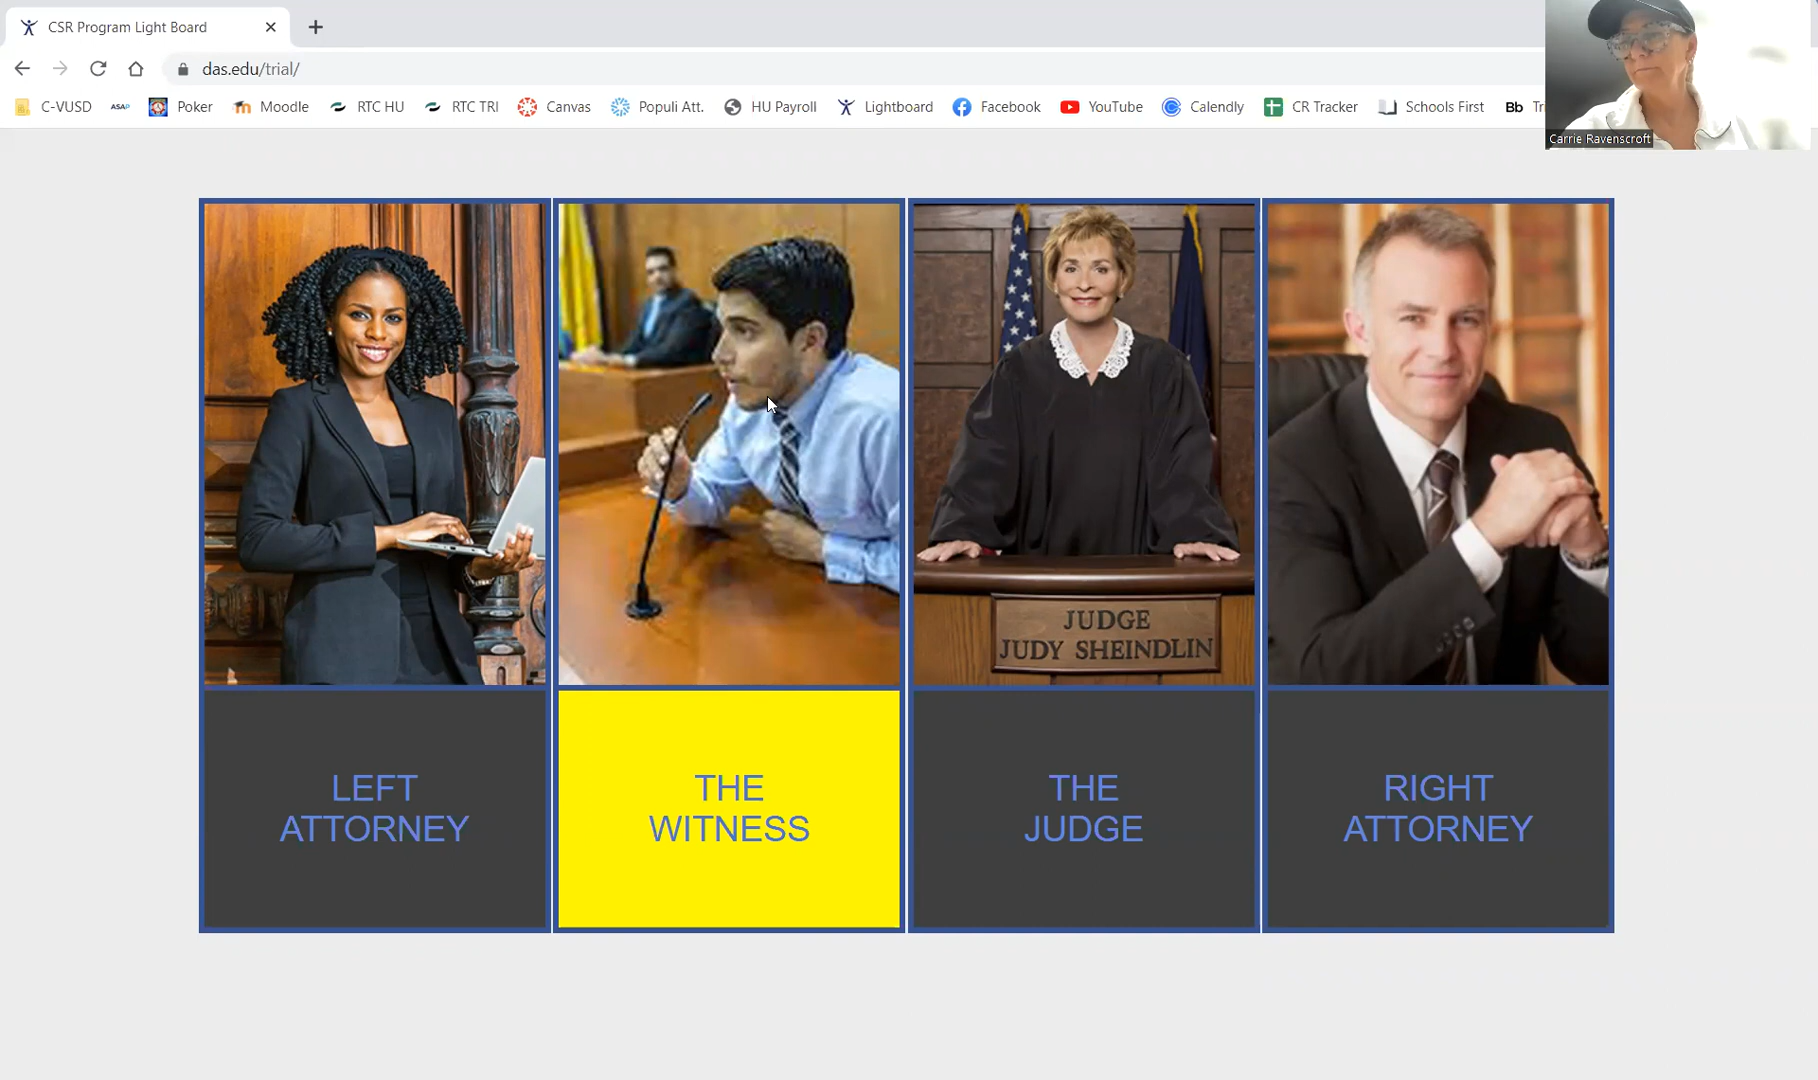 CSR Program Light Board
das.edu/trial/
C-VUSD ASAP Poker Moodle RTC HU RTC TRI Canvas Populi Att. HU Payroll Lightboard Facebook YouTube Calendly CR Tracker Schools First Bb
Carrie Ravenscroft
JUDGE
JUDY SHEINDLIN
LEFT
ATTORNEY
THE
WITNESS
THE
JUDGE
RIGHT
ATTORNEY